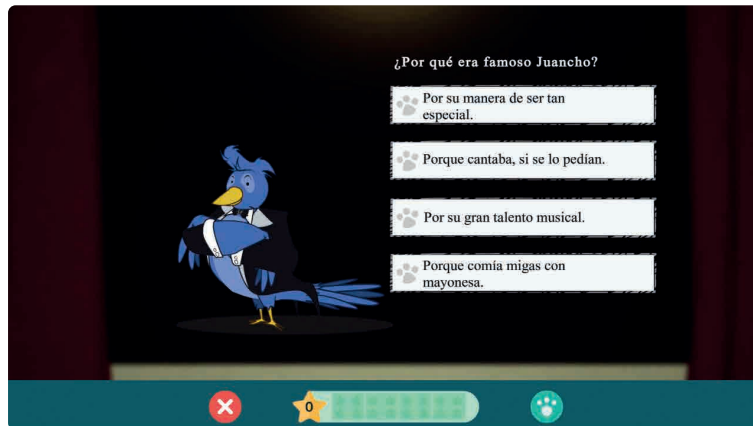 ¿Por qué era famoso Juancho?
Por su manera de ser tan
especial.
Porque cantaba, si se lo pedían.
Por su gran talento musical.
Porque comía migas con
mayonesa.
0